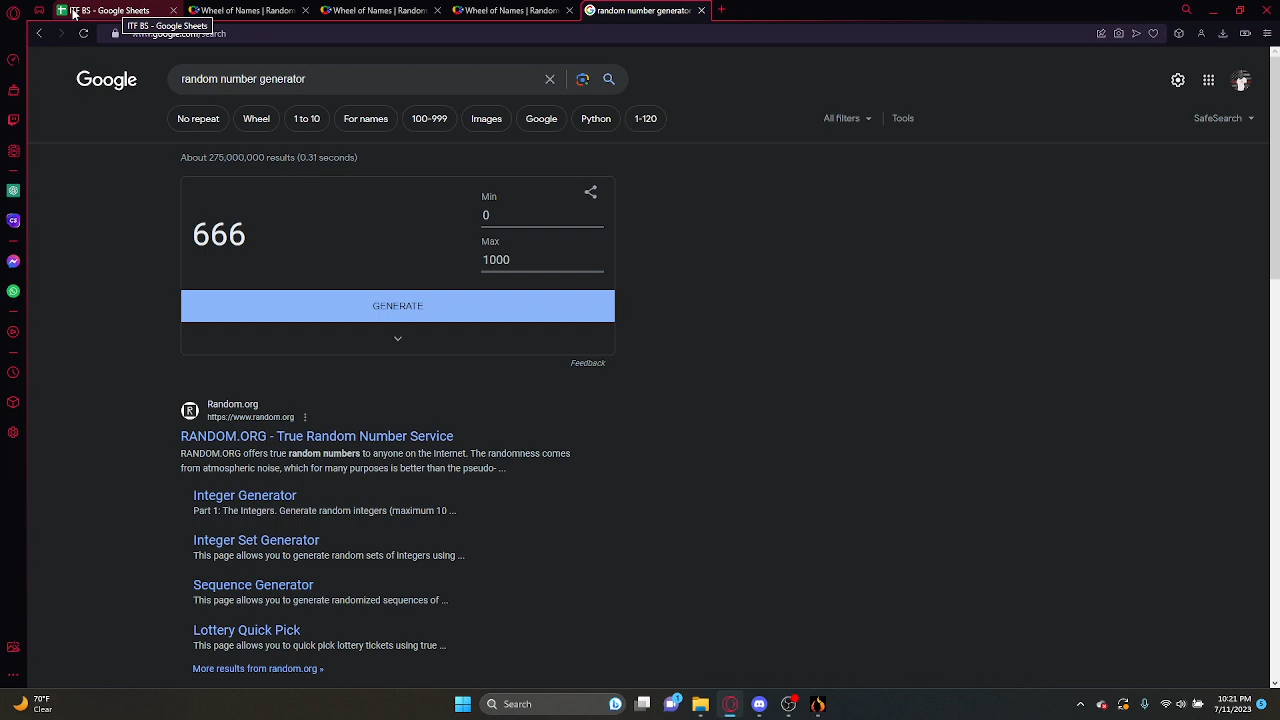 ITF BS - Google Sheets
Wheel of Names | Random
Wheel of Names | Random
Wheel of Names | Random
random number generator
ITF BS - Google Sheets
Google
random number generator
No repeat
Wheel
1 to 10
For names
100-999
Images
Google
Python
1-120
All filters
Tools
SafeSearch
About 275,000,000 results (0.31 seconds)
666
Min
0
Max
1000
GENERATE
Feedback
R
Random.org
https://www.random.org
RANDOM.ORG - True Random Number Service
RANDOM.ORG offers true random numbers to anyone on the Internet. The randomness comes
from atmospheric noise, which for many purposes is better than the pseudo- ...
Integer Generator
Part 1: The Integers. Generate random integers (maximum 10 ...
Integer Set Generator
This page allows you to generate random sets of Integers using ...
Sequence Generator
This page allows you to generate randomized sequences of ...
Lottery Quick Pick
This page allows you to quick pick lottery tickets using true ...
More results from random.org »
70°F
Clear
Search
1
10:21 PM
7/1/2023
5